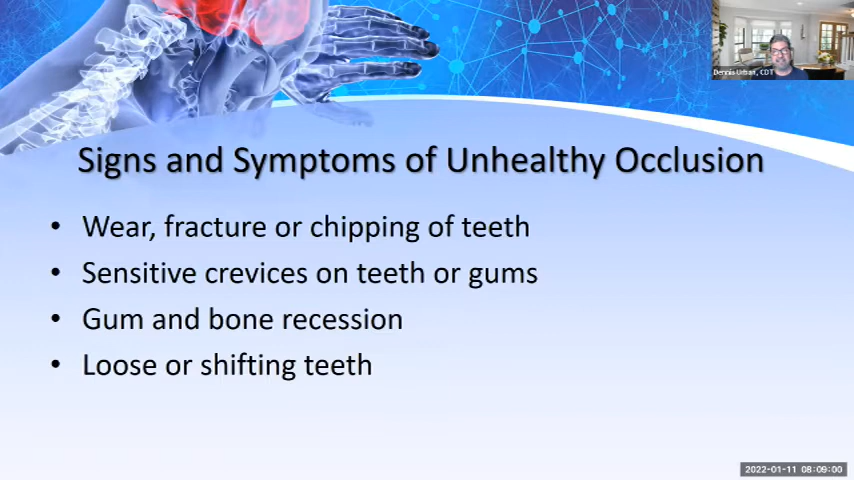 Dennis Urban, CDT
Signs and Symptoms of Unhealthy Occlusion
• Wear, fracture or chipping of teeth
• Sensitive crevices on teeth or gums
• Gum and bone recession
• Loose or shifting teeth
2022-01-11 08:09:00